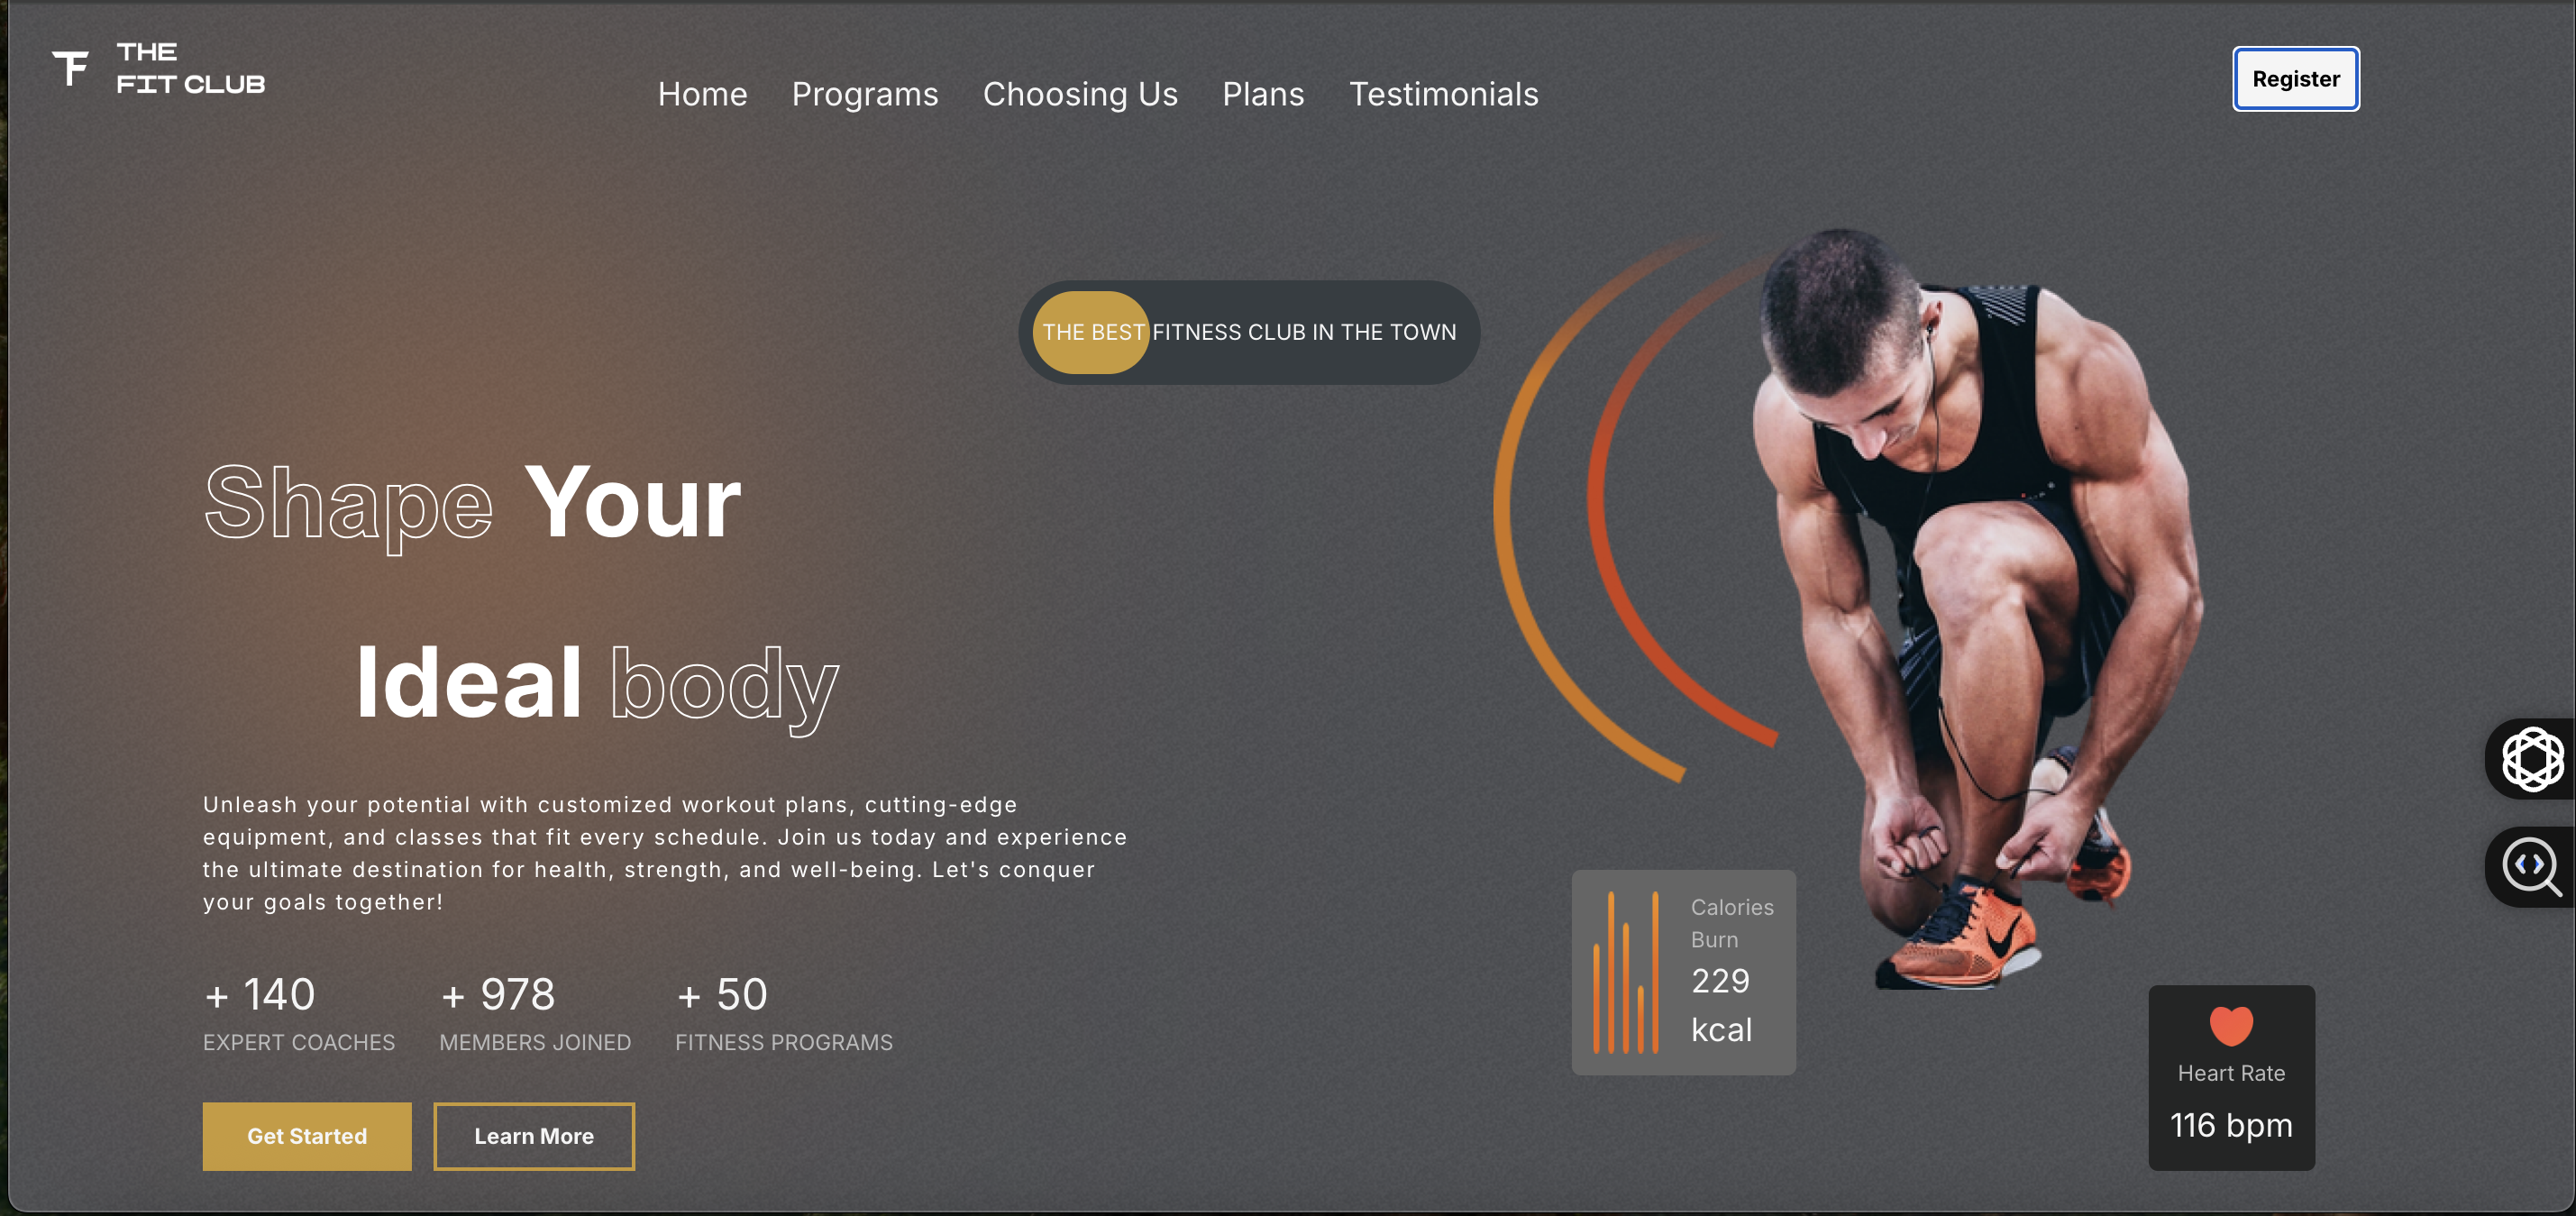 THE
FIT CLUB
Home Programs Choosing Us Plans Testimonials
Register
THE BEST FITNESS CLUB IN THE TOWN
Shape Your
Ideal body
Unleash your potential with customized workout plans, cutting-edge
equipment, and classes that fit every schedule. Join us today and experience
the ultimate destination for health, strength, and well-being. Let's conquer
your goals together!
+ 140
EXPERT COACHES
+ 978
MEMBERS JOINED
+ 50
FITNESS PROGRAMS
Get Started
Learn More
Calories
Burn
229
kcal
Heart Rate
116 bpm